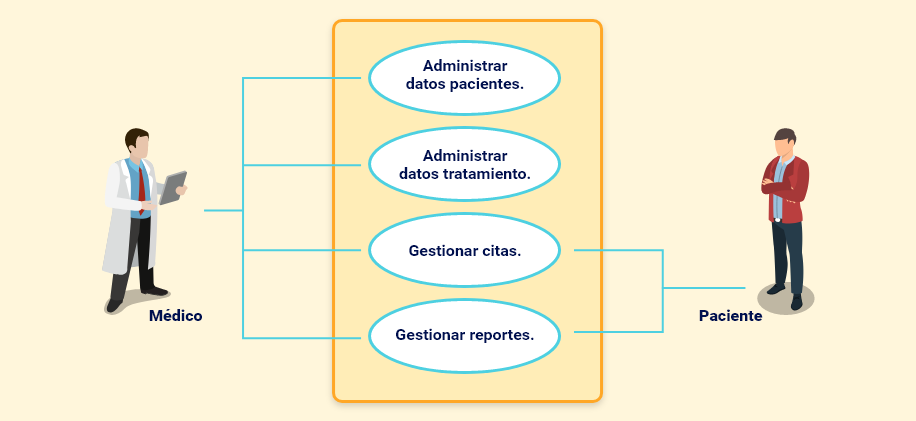 Administrar
datos pacientes.
Administrar
datos tratamiento.
Gestionar citas.
Gestionar reportes.
Médico
Paciente